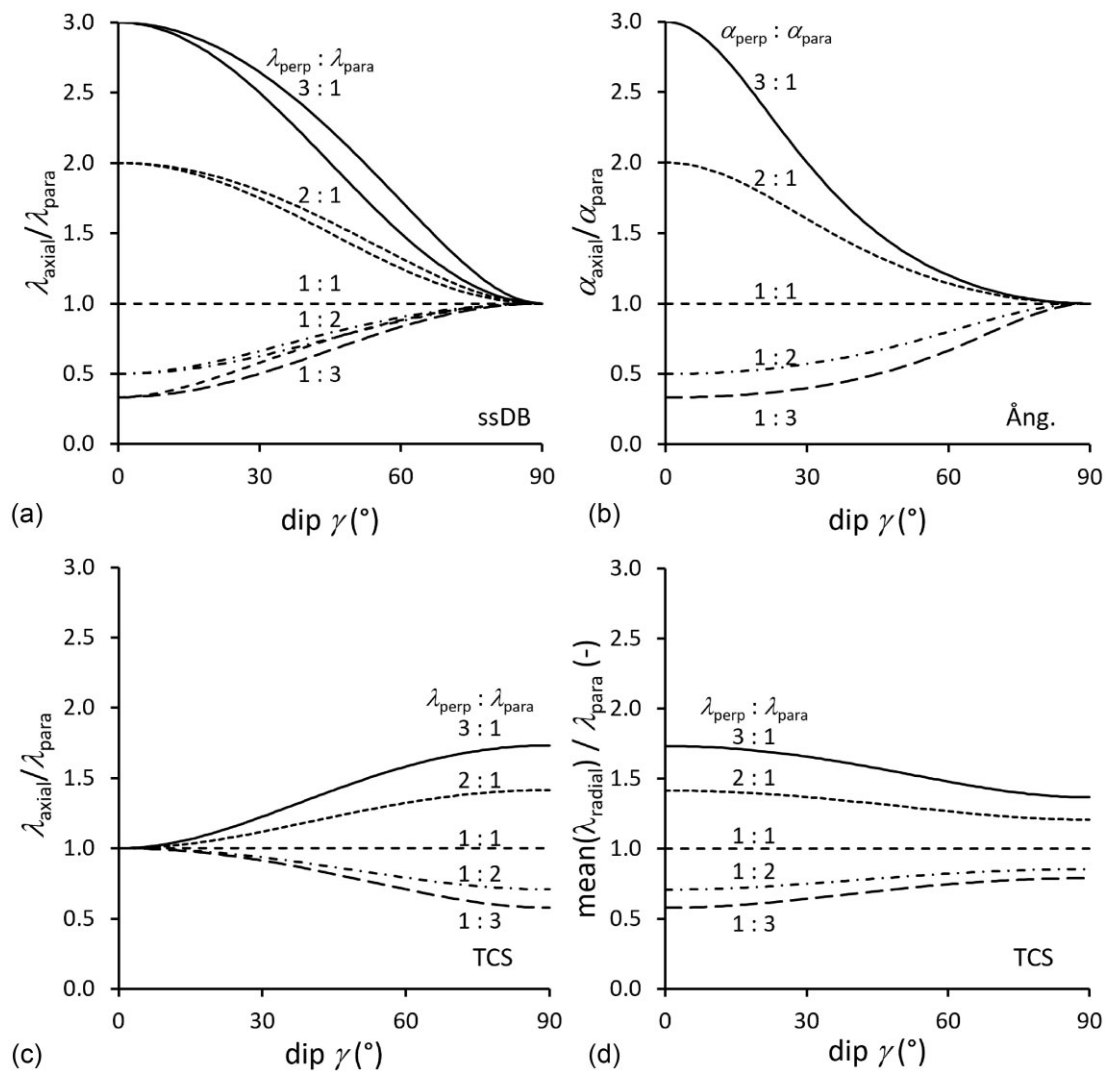 3.0
2.5
2.0
1.5
1.0
0.5
0.0
λaxial/λpara
λperp : λpara
3 : 1
2 : 1
1 : 1
1 : 2
1 : 3
ssDB
0 30 60 90
(a) dip γ (°)
3.0
2.5
2.0
1.5
1.0
0.5
0.0
αaxial/αpara
αperp : αpara
3 : 1
2 : 1
1 : 1
1 : 2
1 : 3
Ång.
0 30 60 90
(b) dip γ (°)
3.0
2.5
2.0
1.5
1.0
0.5
0.0
λaxial/λpara
λperp : λpara
3 : 1
2 : 1
1 : 1
1 : 2
1 : 3
TCS
0 30 60 90
(c) dip γ (°)
3.0
2.5
2.0
1.5
1.0
0.5
0.0
mean(λradial) / λpara (-)
λperp : λpara
3 : 1
2 : 1
1 : 1
1 : 2
1 : 3
TCS
0 30 60 90
(d) dip γ (°)